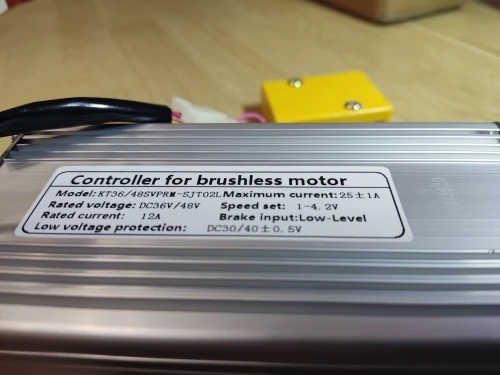 Controller for brushless motor
Model: KT36/48SVPRM-SJT02L Maximum current: 25±1A
Rated voltage: DC36V/48V Speed set: 1-4.2V
Rated current: 12A Brake input: Low-Level
Low voltage protection: DC30/40±0.5V